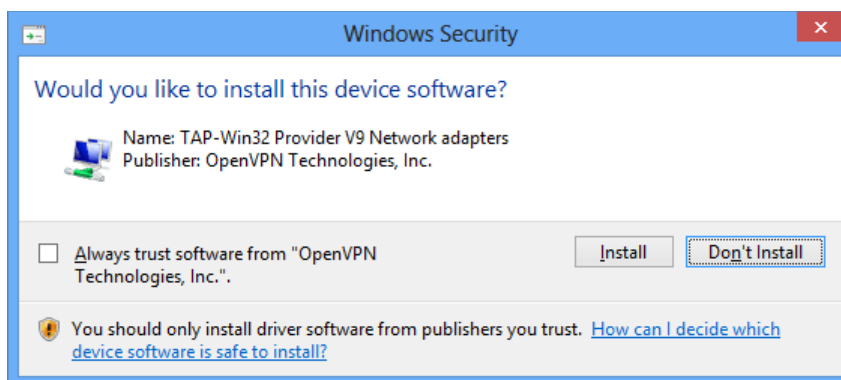 Windows Security
Would you like to install this device software?
Name: TAP-Win32 Provider V9 Network adapters
Publisher: OpenVPN Technologies, Inc.
Always trust software from "OpenVPN
Technologies, Inc.".
Install
Don't Install
You should only install driver software from publishers you trust. How can I decide which
device software is safe to install?